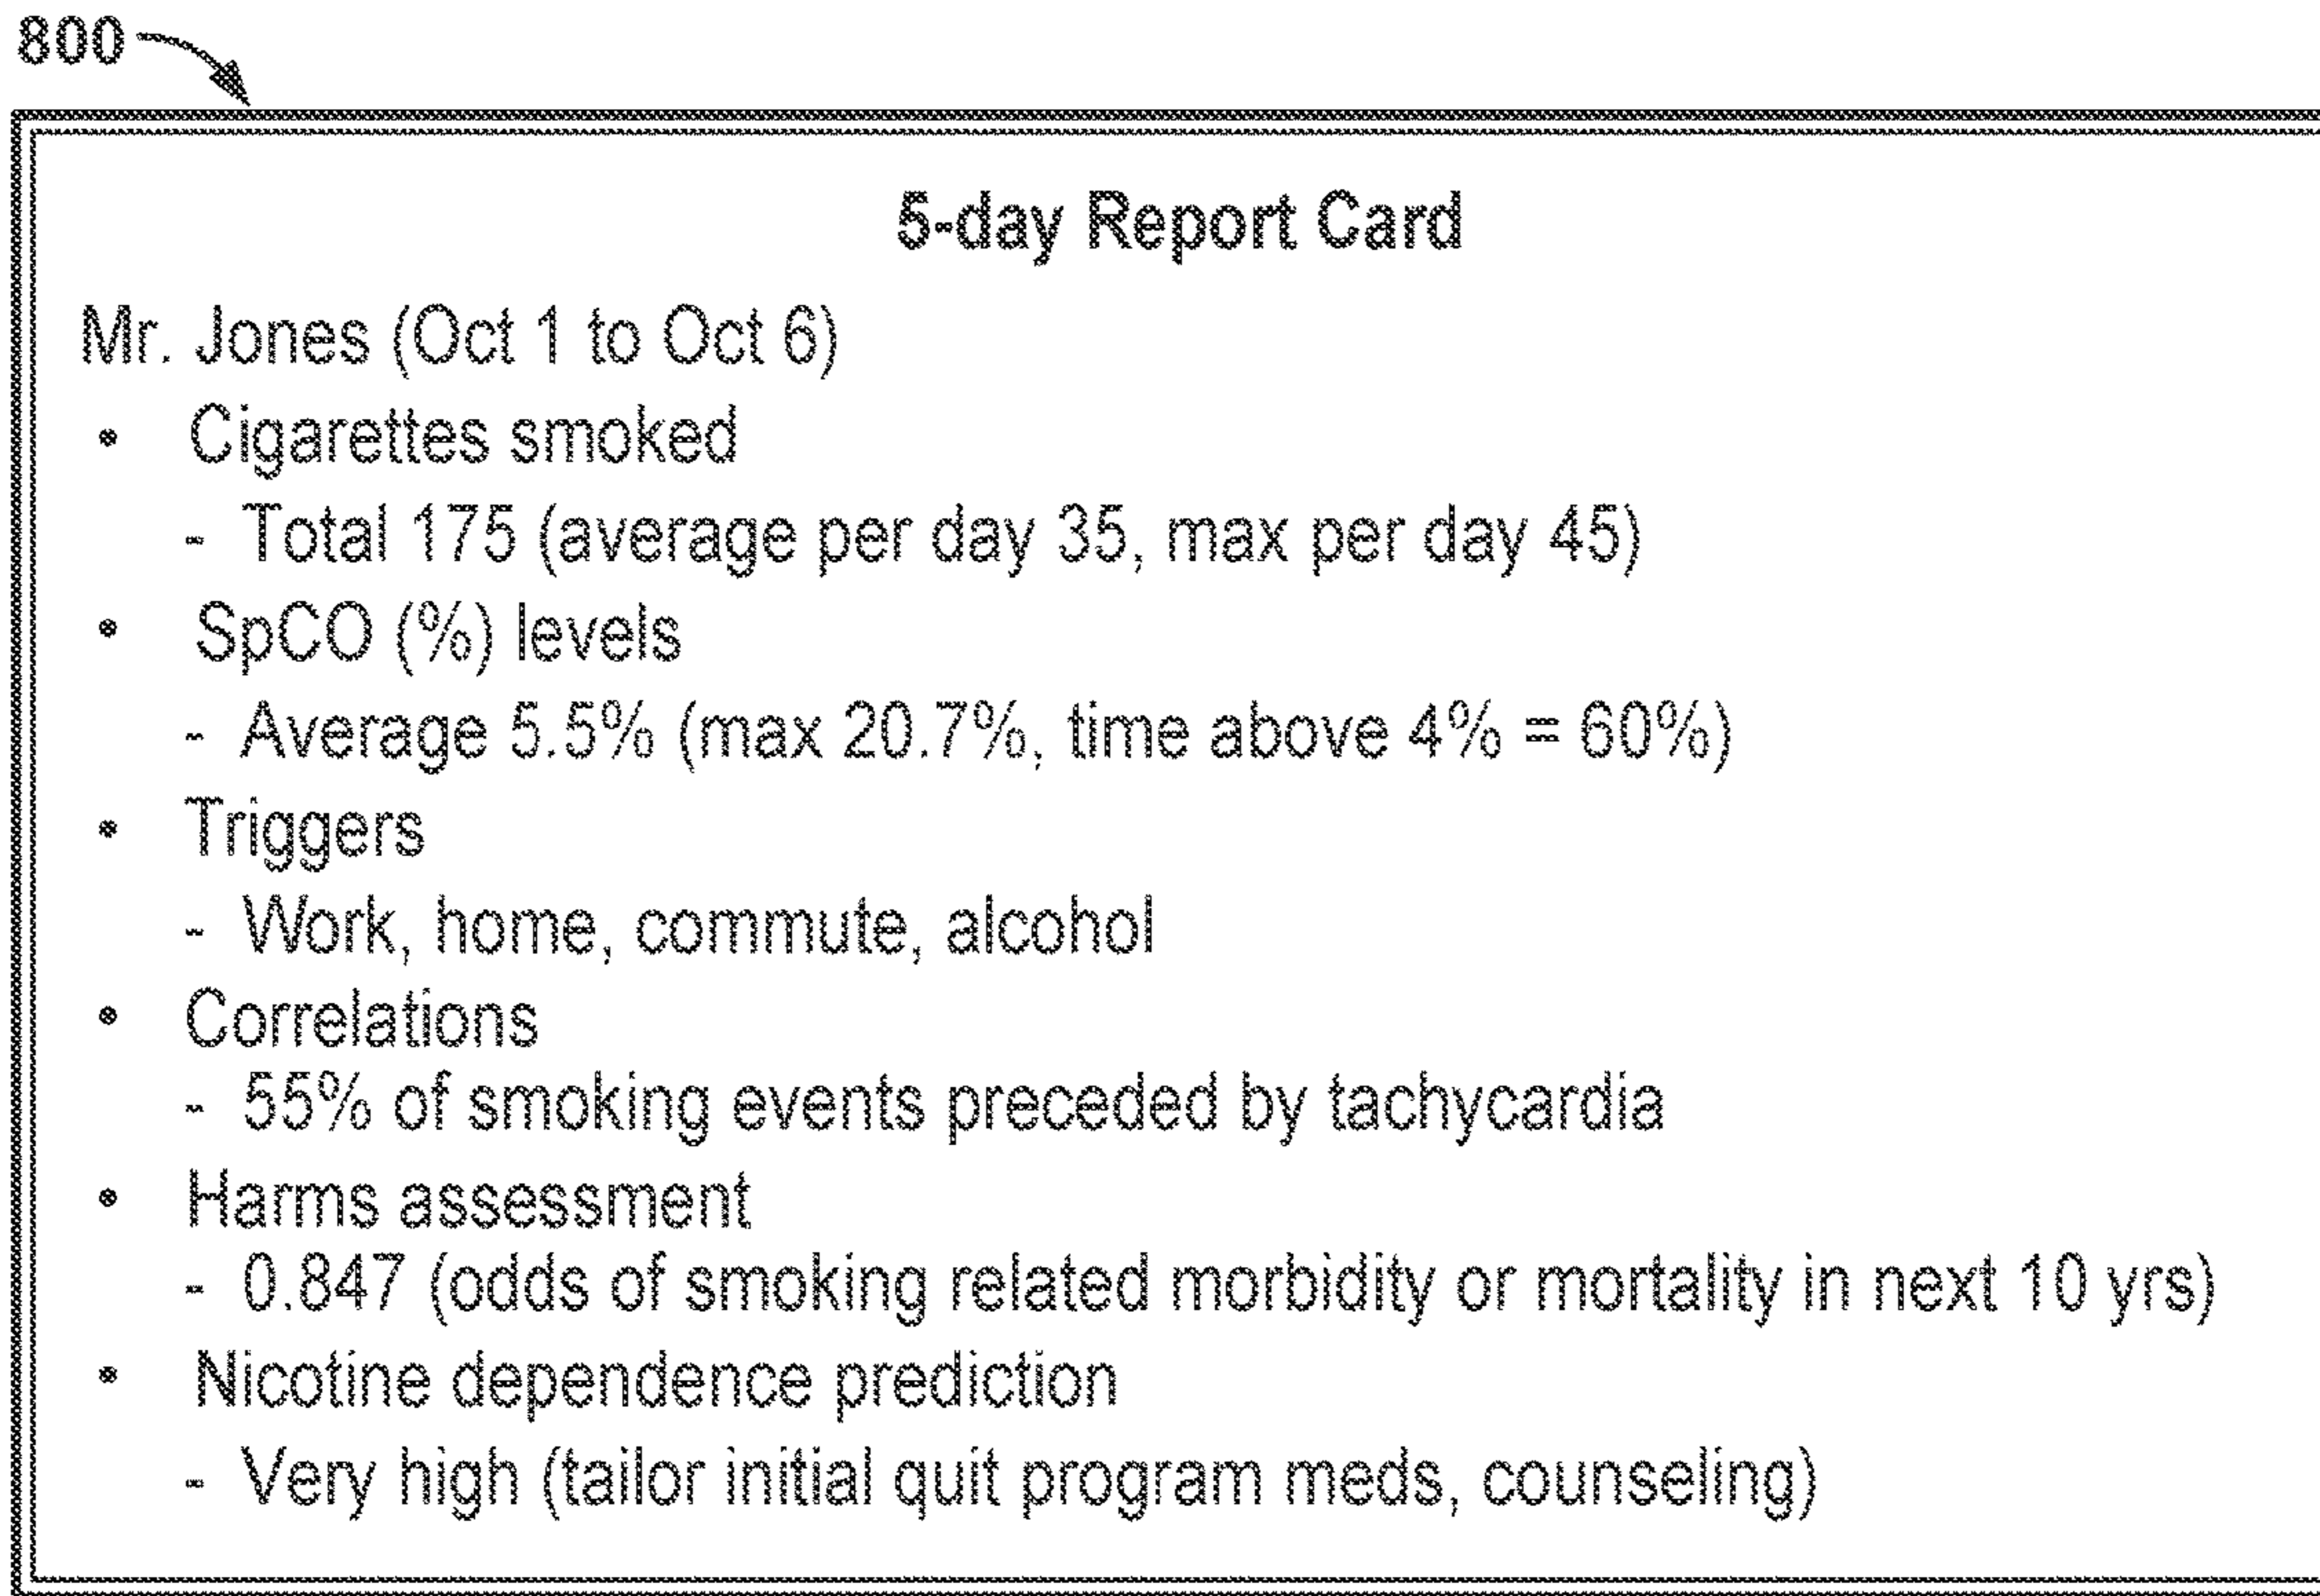 800
5-day Report Card
Mr. Jones (Oct 1 to Oct 6)
• Cigarettes smoked
- Total 175 (average per day 35, max per day 45)
• SpCO (%) levels
- Average 5.5% (max 20.7%, time above 4% = 60%)
• Triggers
- Work, home, commute, alcohol
• Correlations
- 55% of smoking events preceded by tachycardia
• Harms assessment
- 0.847 (odds of smoking related morbidity or mortality in next 10 yrs)
• Nicotine dependence prediction
- Very high (tailor initial quit program meds, counseling)